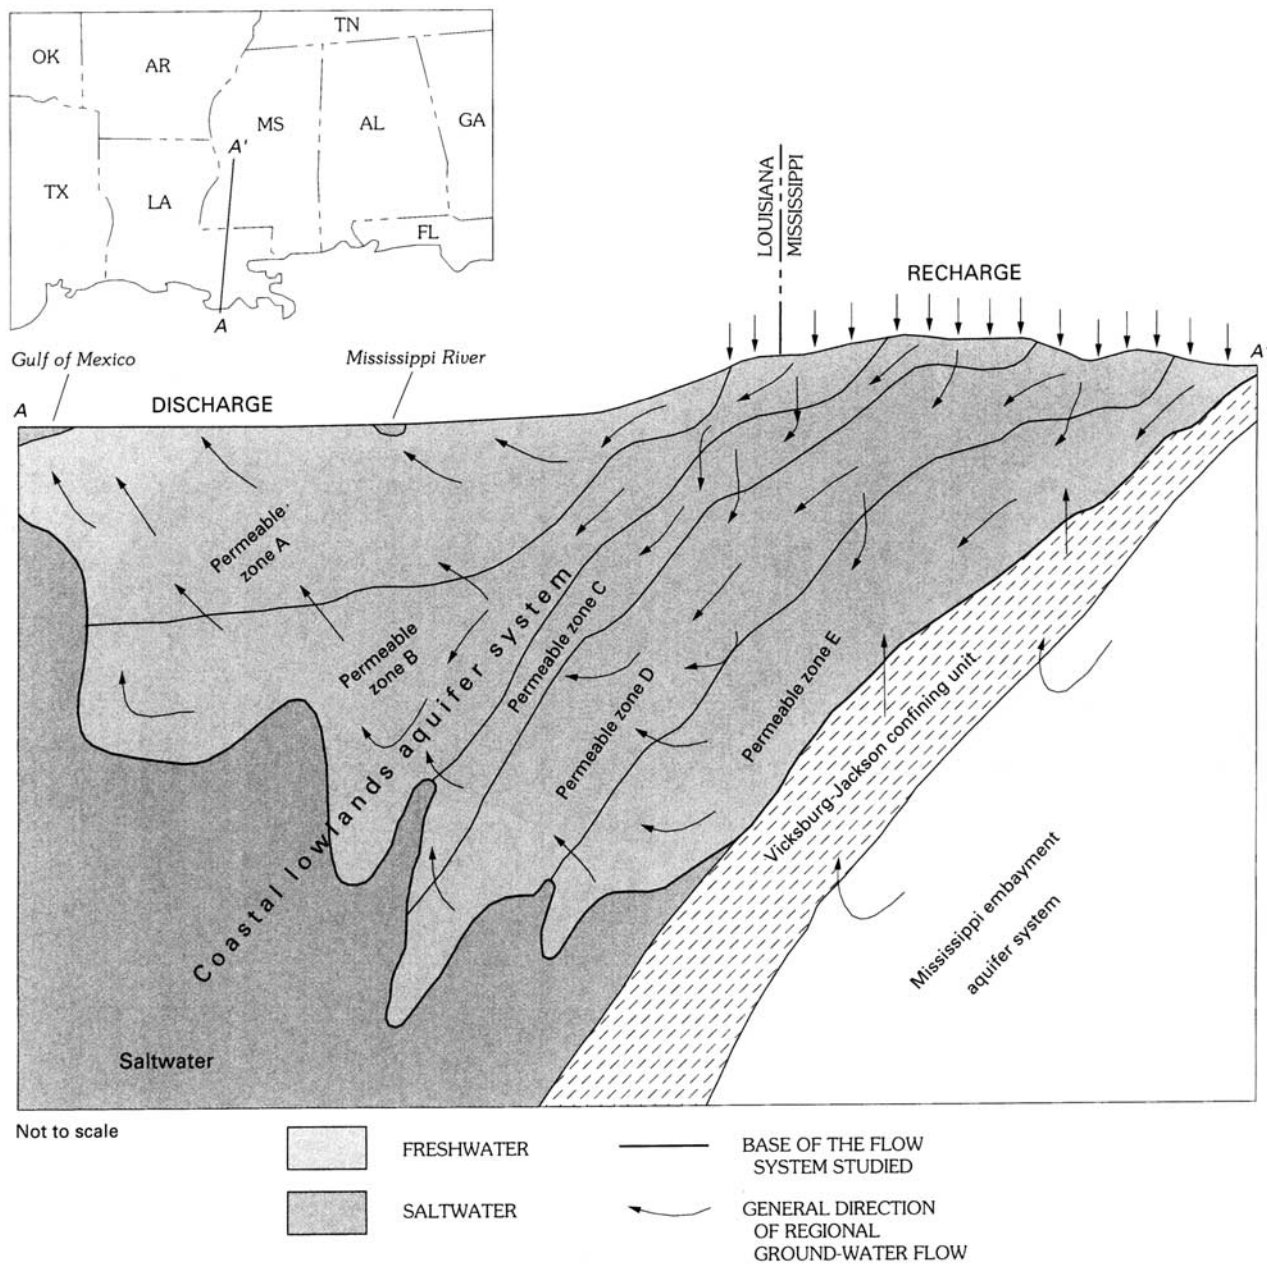 TN
OK
AR
MS
AL
GA
A'
TX
LA
FL
A
LOUISIANA
MISSISSIPPI
RECHARGE
Gulf of Mexico
Mississippi River
A
DISCHARGE
A'
Permeable
zone A
Permeable
zone B
Permeable zone C
Permeable zone D
Permeable zone E
Coastal lowlands aquifer system
Vicksburg-Jackson confining unit
Mississippi embayment
aquifer system
Saltwater
Not to scale
FRESHWATER
SALTWATER
BASE OF THE FLOW
SYSTEM STUDIED
GENERAL DIRECTION
OF REGIONAL
GROUND-WATER FLOW